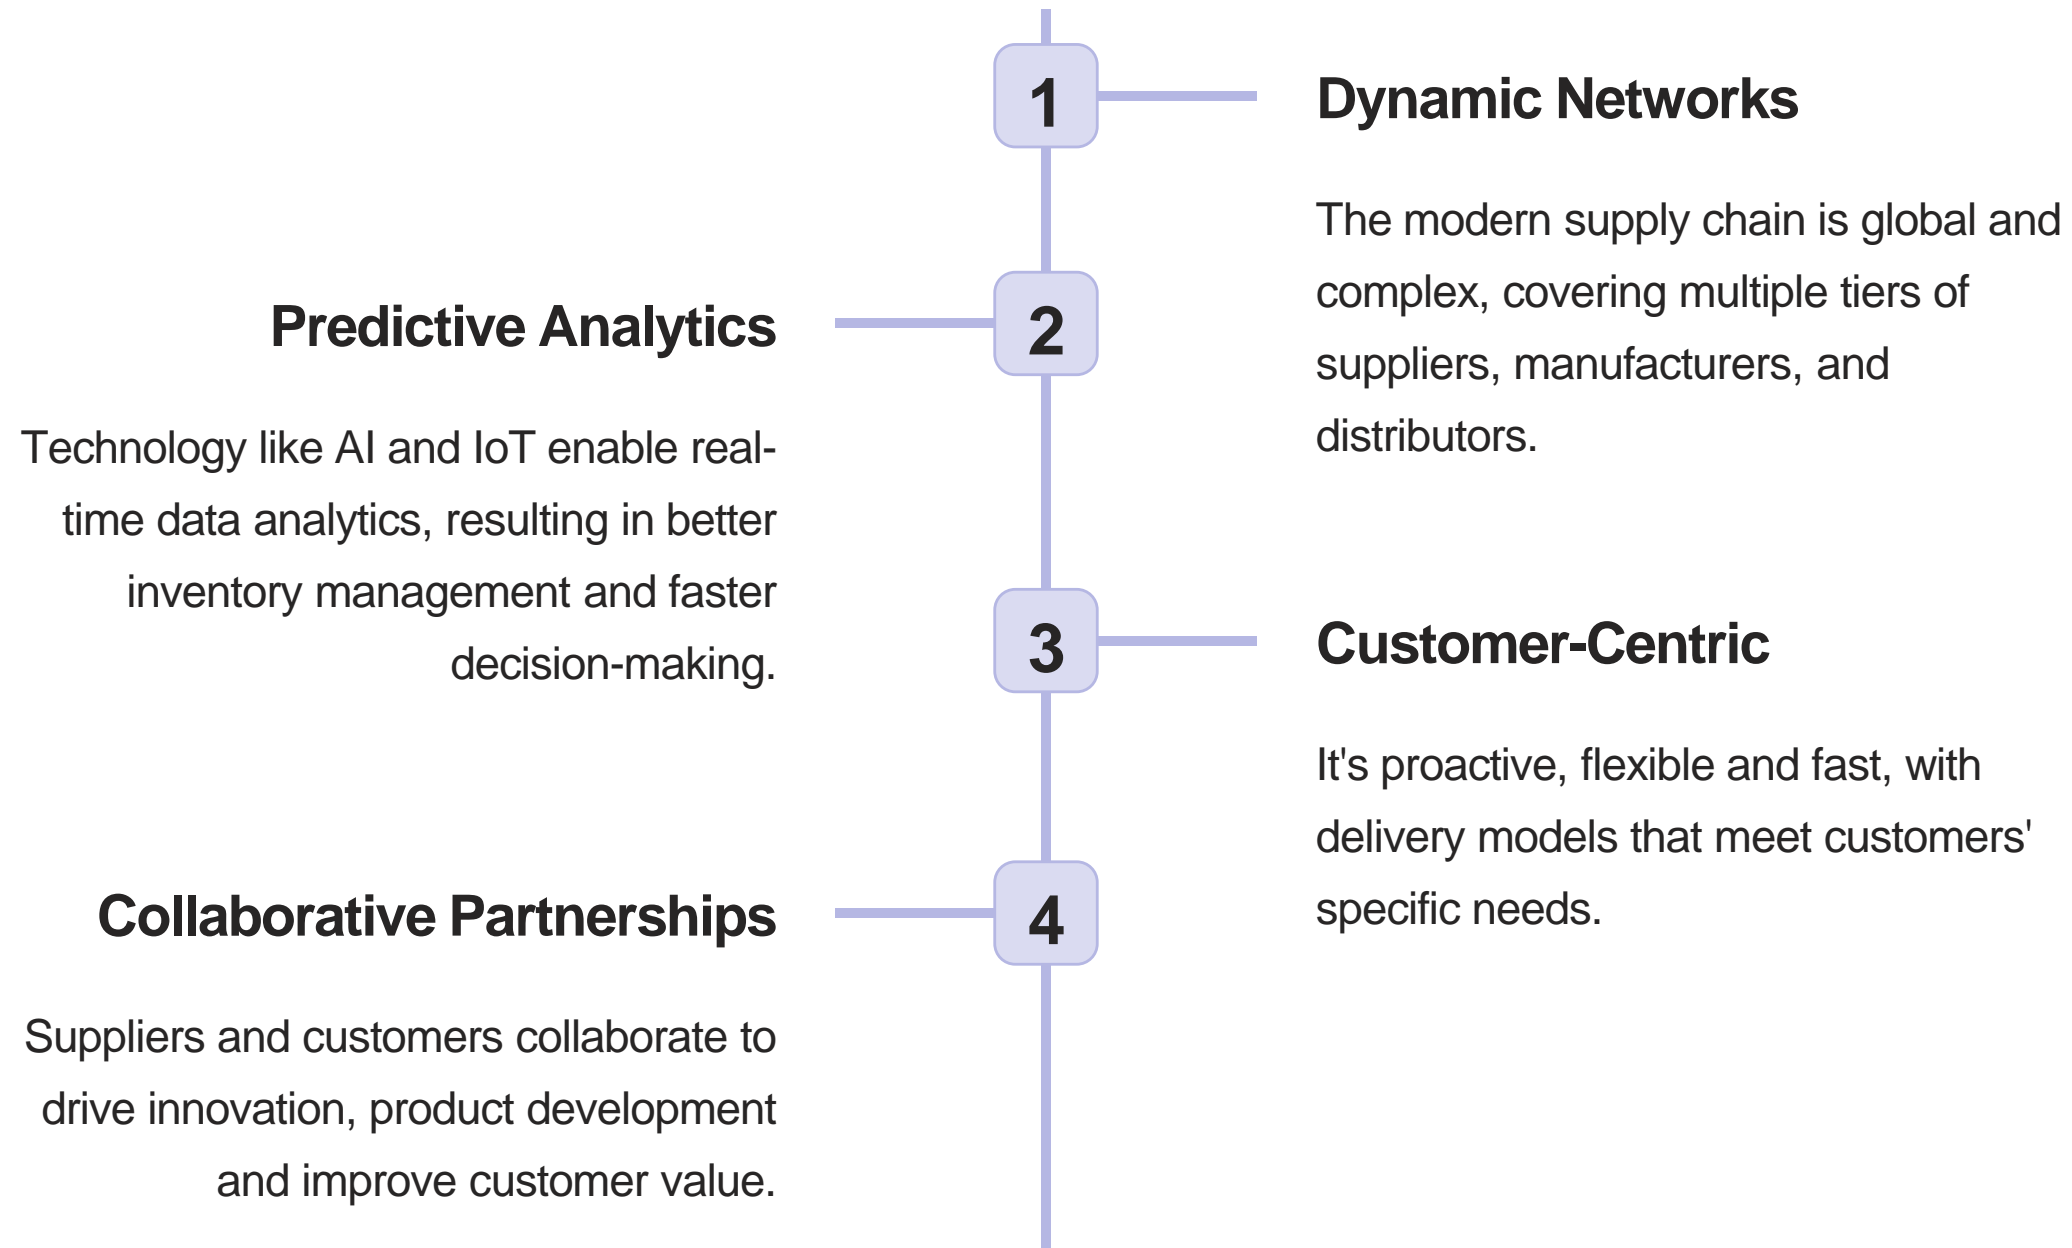 1
Dynamic Networks
The modern supply chain is global and
complex, covering multiple tiers of
suppliers, manufacturers, and
distributors.
2
Predictive Analytics
Technology like AI and IoT enable real-
time data analytics, resulting in better
inventory management and faster
decision-making.
3
Customer-Centric
It's proactive, flexible and fast, with
delivery models that meet customers'
specific needs.
4
Collaborative Partnerships
Suppliers and customers collaborate to
drive innovation, product development
and improve customer value.